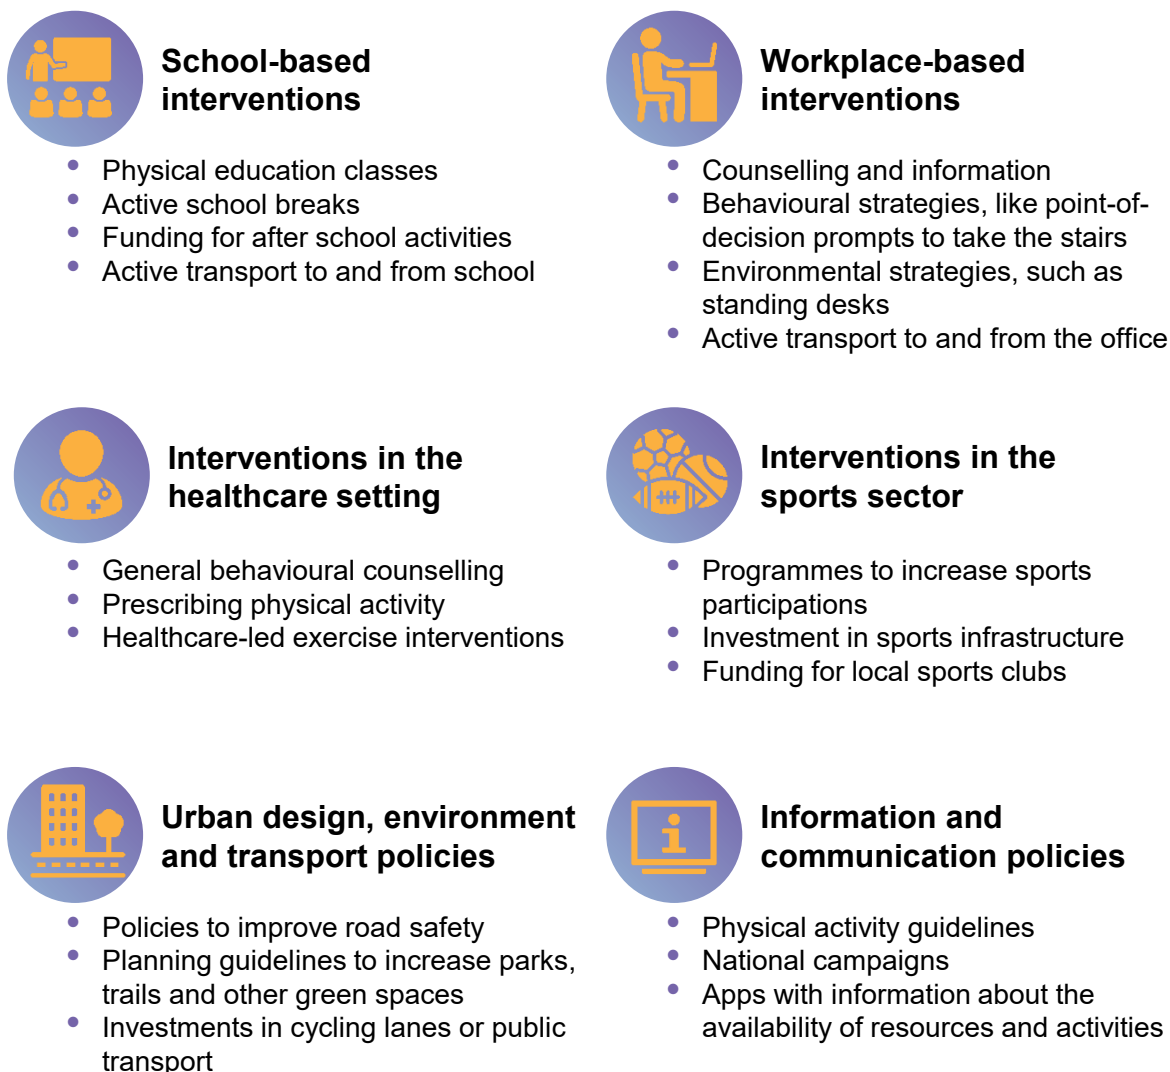 School-based
interventions
• Physical education classes
• Active school breaks
• Funding for after school activities
• Active transport to and from school
Workplace-based
interventions
• Counselling and information
• Behavioural strategies, like point-of-
decision prompts to take the stairs
• Environmental strategies, such as
standing desks
• Active transport to and from the office
Interventions in the
healthcare setting
• General behavioural counselling
• Prescribing physical activity
• Healthcare-led exercise interventions
Interventions in the
sports sector
• Programmes to increase sports
participations
• Investment in sports infrastructure
• Funding for local sports clubs
Urban design, environment
and transport policies
• Policies to improve road safety
• Planning guidelines to increase parks,
trails and other green spaces
• Investments in cycling lanes or public
transport
Information and
communication policies
• Physical activity guidelines
• National campaigns
• Apps with information about the
availability of resources and activities